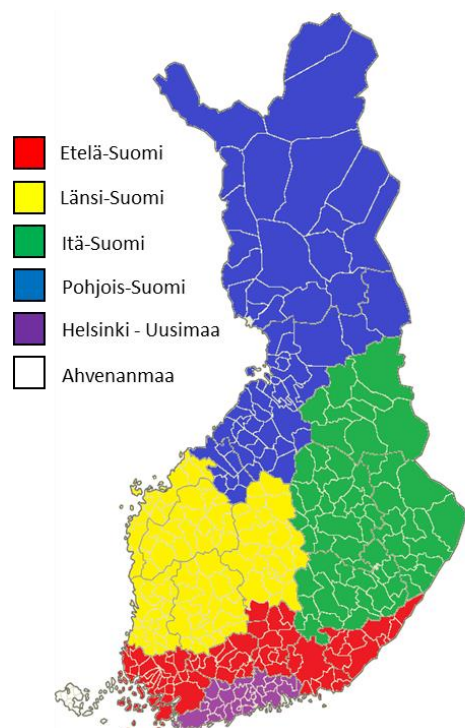 Etelä-Suomi
Länsi-Suomi
Itä-Suomi
Pohjois-Suomi
Helsinki - Uusimaa
Ahvenanmaa